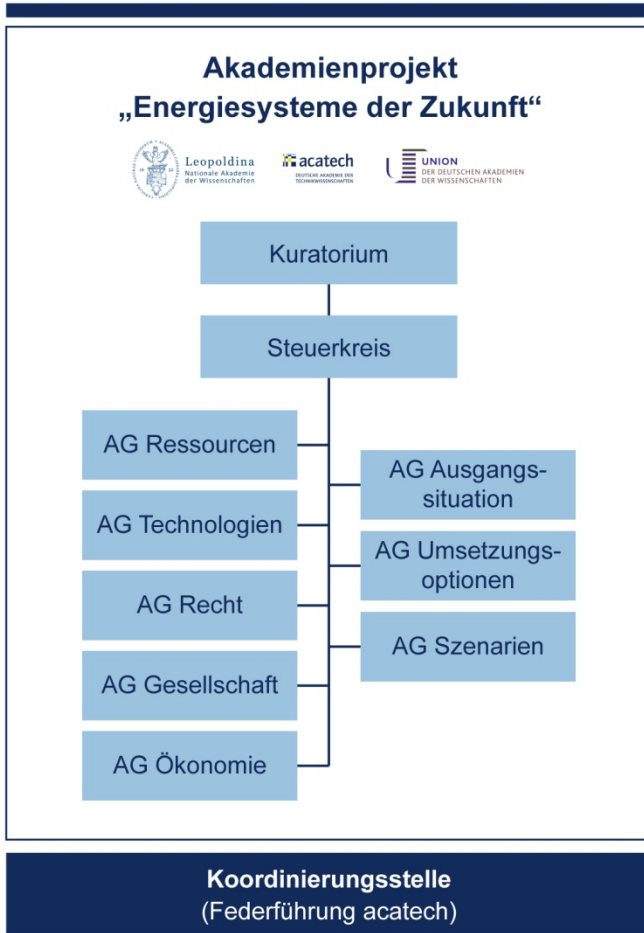 Akademienprojekt
„Energiesysteme der Zukunft“
Leopoldina
Nationale Akademie
der Wissenschaften
acatech
DEUTSCHE AKADEMIE DER
TECHNIKWISSENSCHAFTEN
UNION
DER DEUTSCHEN AKADEMIEN
DER WISSENSCHAFTEN
Kuratorium
Steuerkreis
AG Ressourcen
AG Technologien
AG Recht
AG Gesellschaft
AG Ökonomie
AG Ausgangs-
situation
AG Umsetzungs-
optionen
AG Szenarien
Koordinierungsstelle
(Federführung acatech)